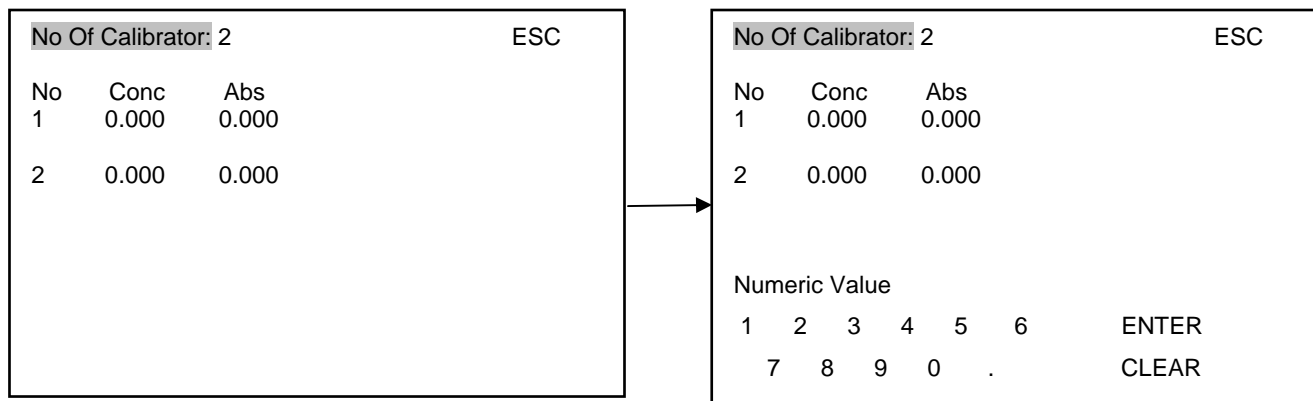 No Of Calibrator: 2 ESC
No Conc Abs
1 0.000 0.000
2 0.000 0.000
No Of Calibrator: 2 ESC
No Conc Abs
1 0.000 0.000
2 0.000 0.000
Numeric Value
1 2 3 4 5 6 ENTER
7 8 9 0 . CLEAR